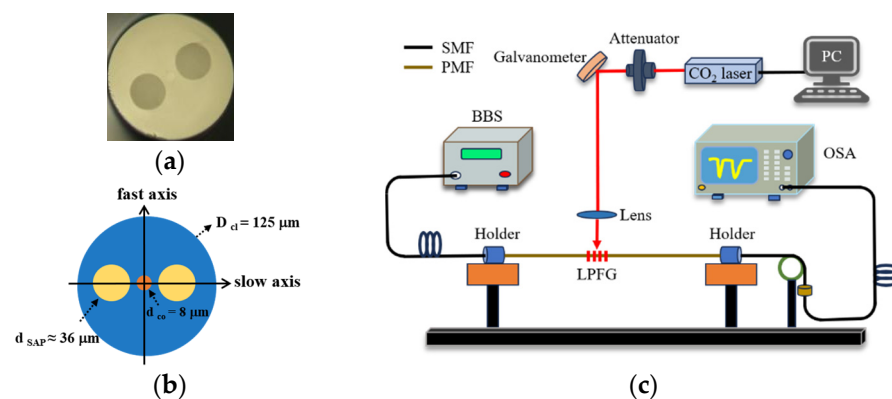 (a)
fast axis
D cl = 125 μm
slow axis
d co = 8 μm
d SAP ≈ 36 μm
(b)
SMF
PMF
Galvanometer
Attenuator
CO2 laser
PC
BBS
OSA
Lens
Holder
Holder
LPFG
(c)